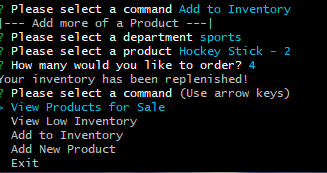 ? Please select a command Add to Inventory
|--- Add more of a Product ---|
? Please select a department sports
? Please select a product Hockey Stick - 2
? How many would you like to order? 4
Your inventory has been replenished!
? Please select a command (Use arrow keys)
> View Products for Sale
View Low Inventory
Add to Inventory
Add New Product
Exit